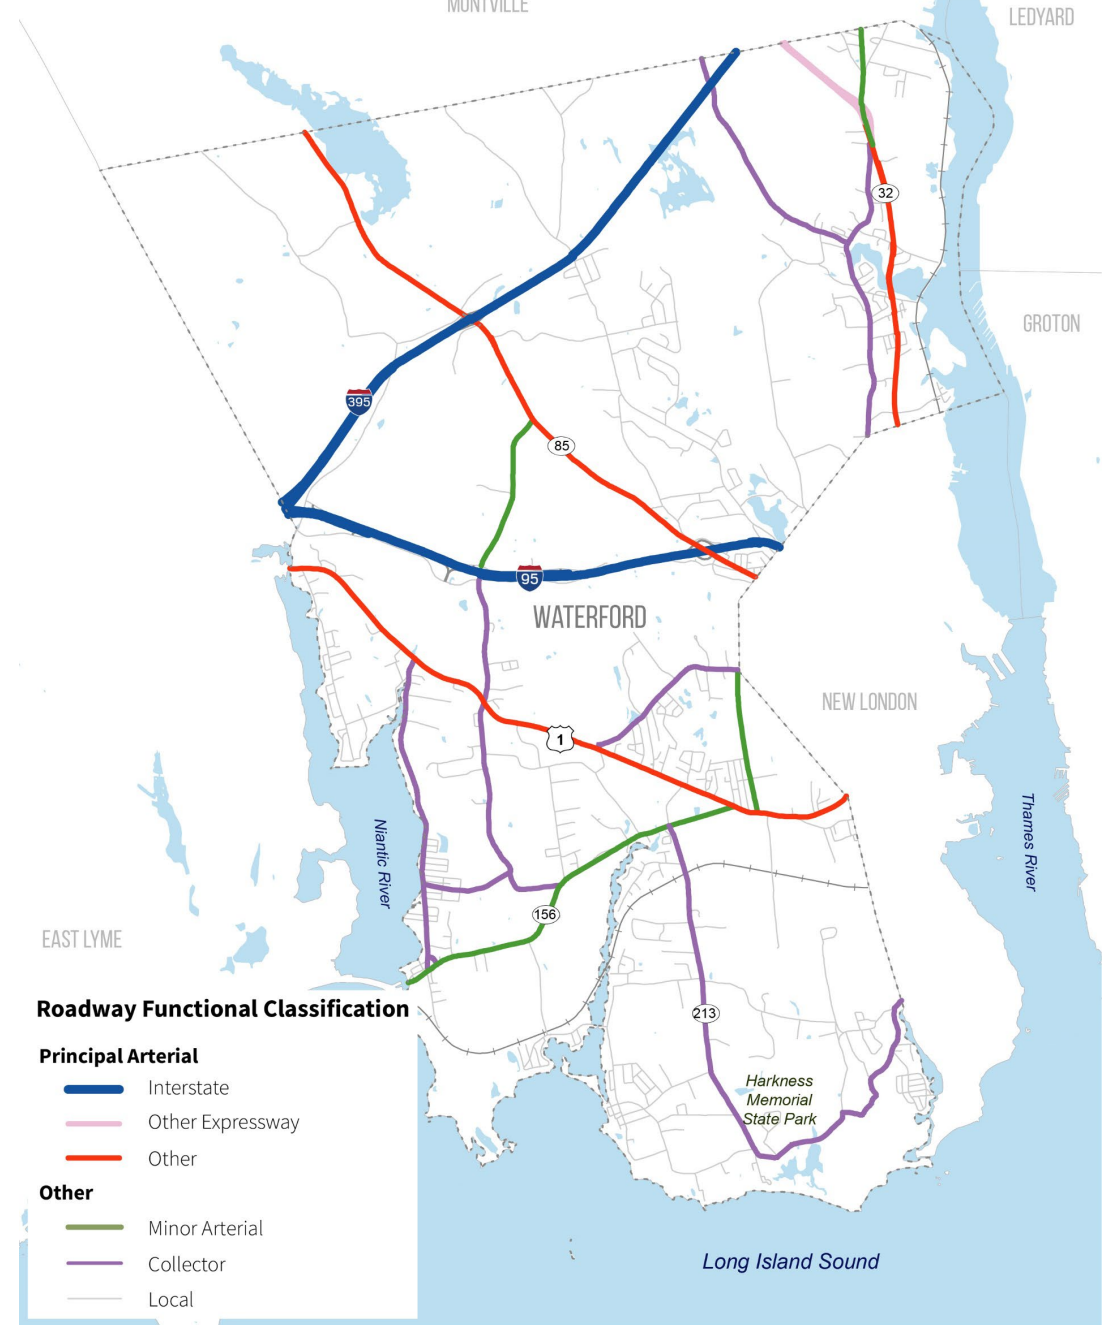 MONTVILLE
LEDYARD
32
GROTON
395
85
95
WATERFORD
NEW LONDON
1
Niantic River
Thames River
156
EAST LYME
213
Harkness
Memorial
State Park
Long Island Sound
Roadway Functional Classification
Principal Arterial
Interstate
Other Expressway
Other
Other
Minor Arterial
Collector
Local